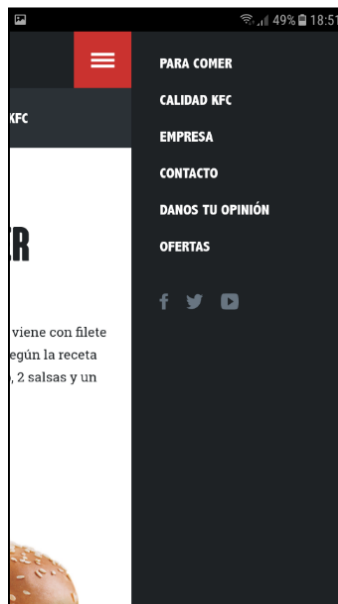 49% 18:51
PARA COMER
CALIDAD KFC
KFC
EMPRESA
CONTACTO
DANOS TU OPINIÓN
OFERTAS
ER
viene con filete
egún la receta
, 2 salsas y un